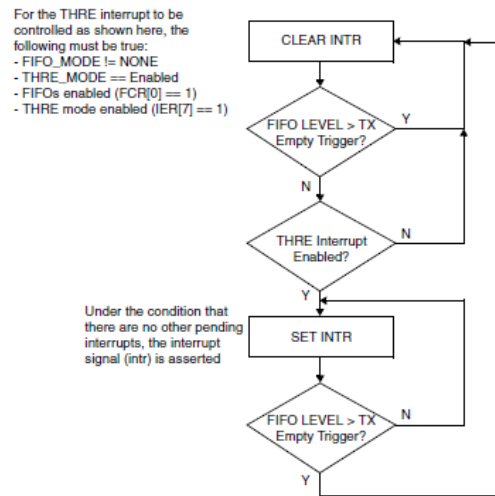 For the THRE interrupt to be
controlled as shown here, the
following must be true:
- FIFO_MODE != NONE
- THRE_MODE == Enabled
- FIFOs enabled (FCR[0] == 1)
- THRE mode enabled (IER[7] == 1)
CLEAR INTR
FIFO LEVEL > TX
Empty Trigger?
Y
N
THRE Interrupt
Enabled?
N
Y
Under the condition that
there are no other pending
interrupts, the interrupt
signal (intr) is asserted
SET INTR
FIFO LEVEL > TX
Empty Trigger?
N
Y